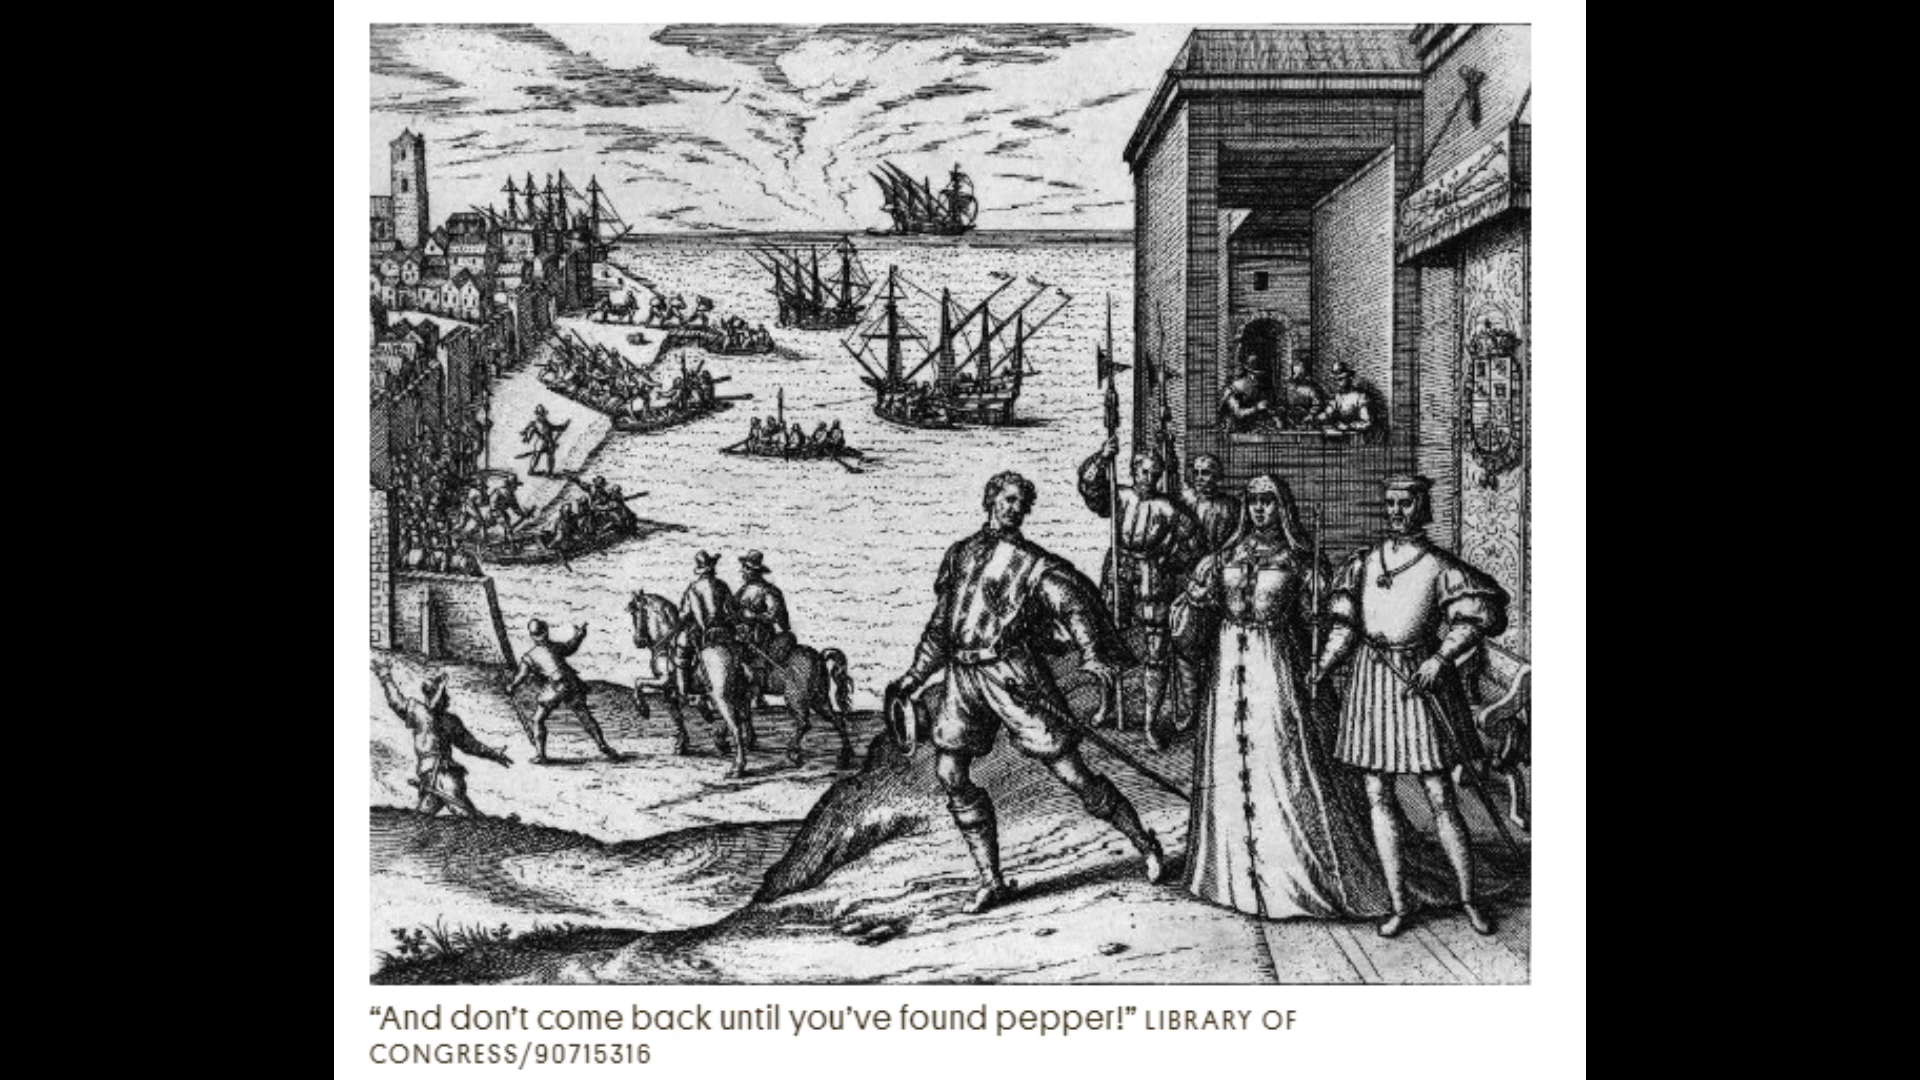 “And don’t come back until you’ve found pepper!” LIBRARY OF
CONGRESS/90715316